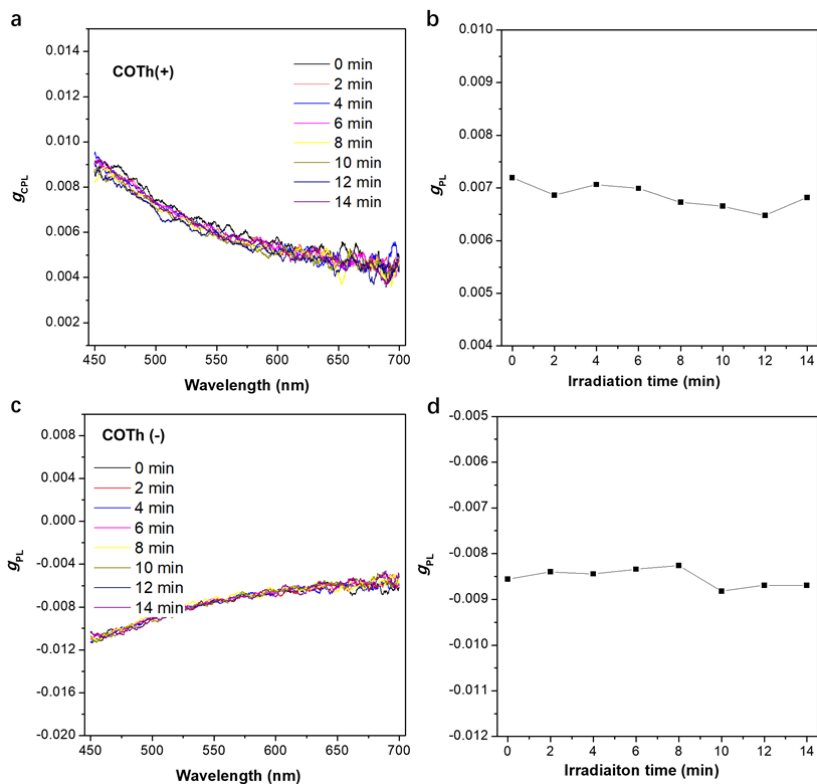 a
COTh(+)
0 min
2 min
4 min
6 min
8 min
10 min
12 min
14 min
0.014
0.012
0.010
0.008
0.006
0.004
0.002
gCPL
450
500
550
600
650
700
Wavelength (nm)
b
0.010
0.009
0.008
0.007
0.006
0.005
0.004
gPL
0
2
4
6
8
10
12
14
Irradiation time (min)
c
COTh (-)
0 min
2 min
4 min
6 min
8 min
10 min
12 min
14 min
0.008
0.004
0.000
-0.004
-0.008
-0.012
-0.016
-0.020
gPL
450
500
550
600
650
700
Wavelength (nm)
d
-0.005
-0.006
-0.007
-0.008
-0.009
-0.010
-0.011
-0.012
gPL
0
2
4
6
8
10
12
14
Irradiaiton time (min)